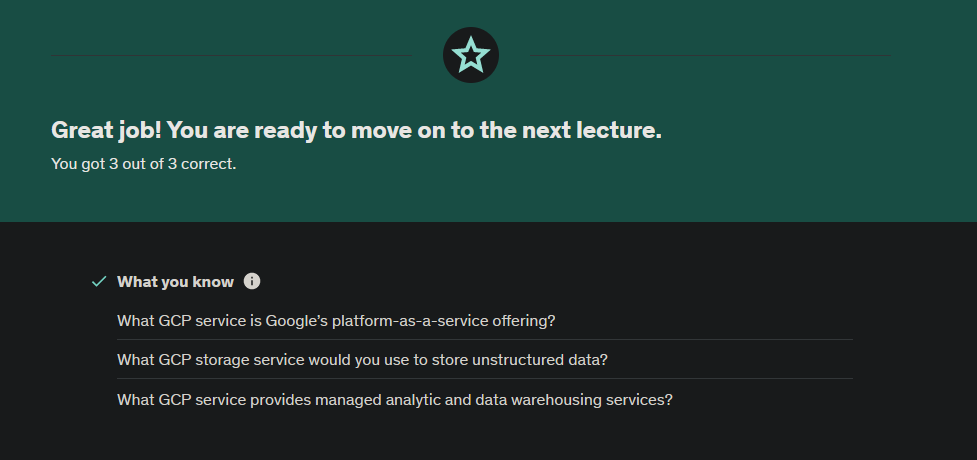 Great job! You are ready to move on to the next lecture.
You got 3 out of 3 correct.
What you know
What GCP service is Google’s platform-as-a-service offering?
What GCP storage service would you use to store unstructured data?
What GCP service provides managed analytic and data warehousing services?